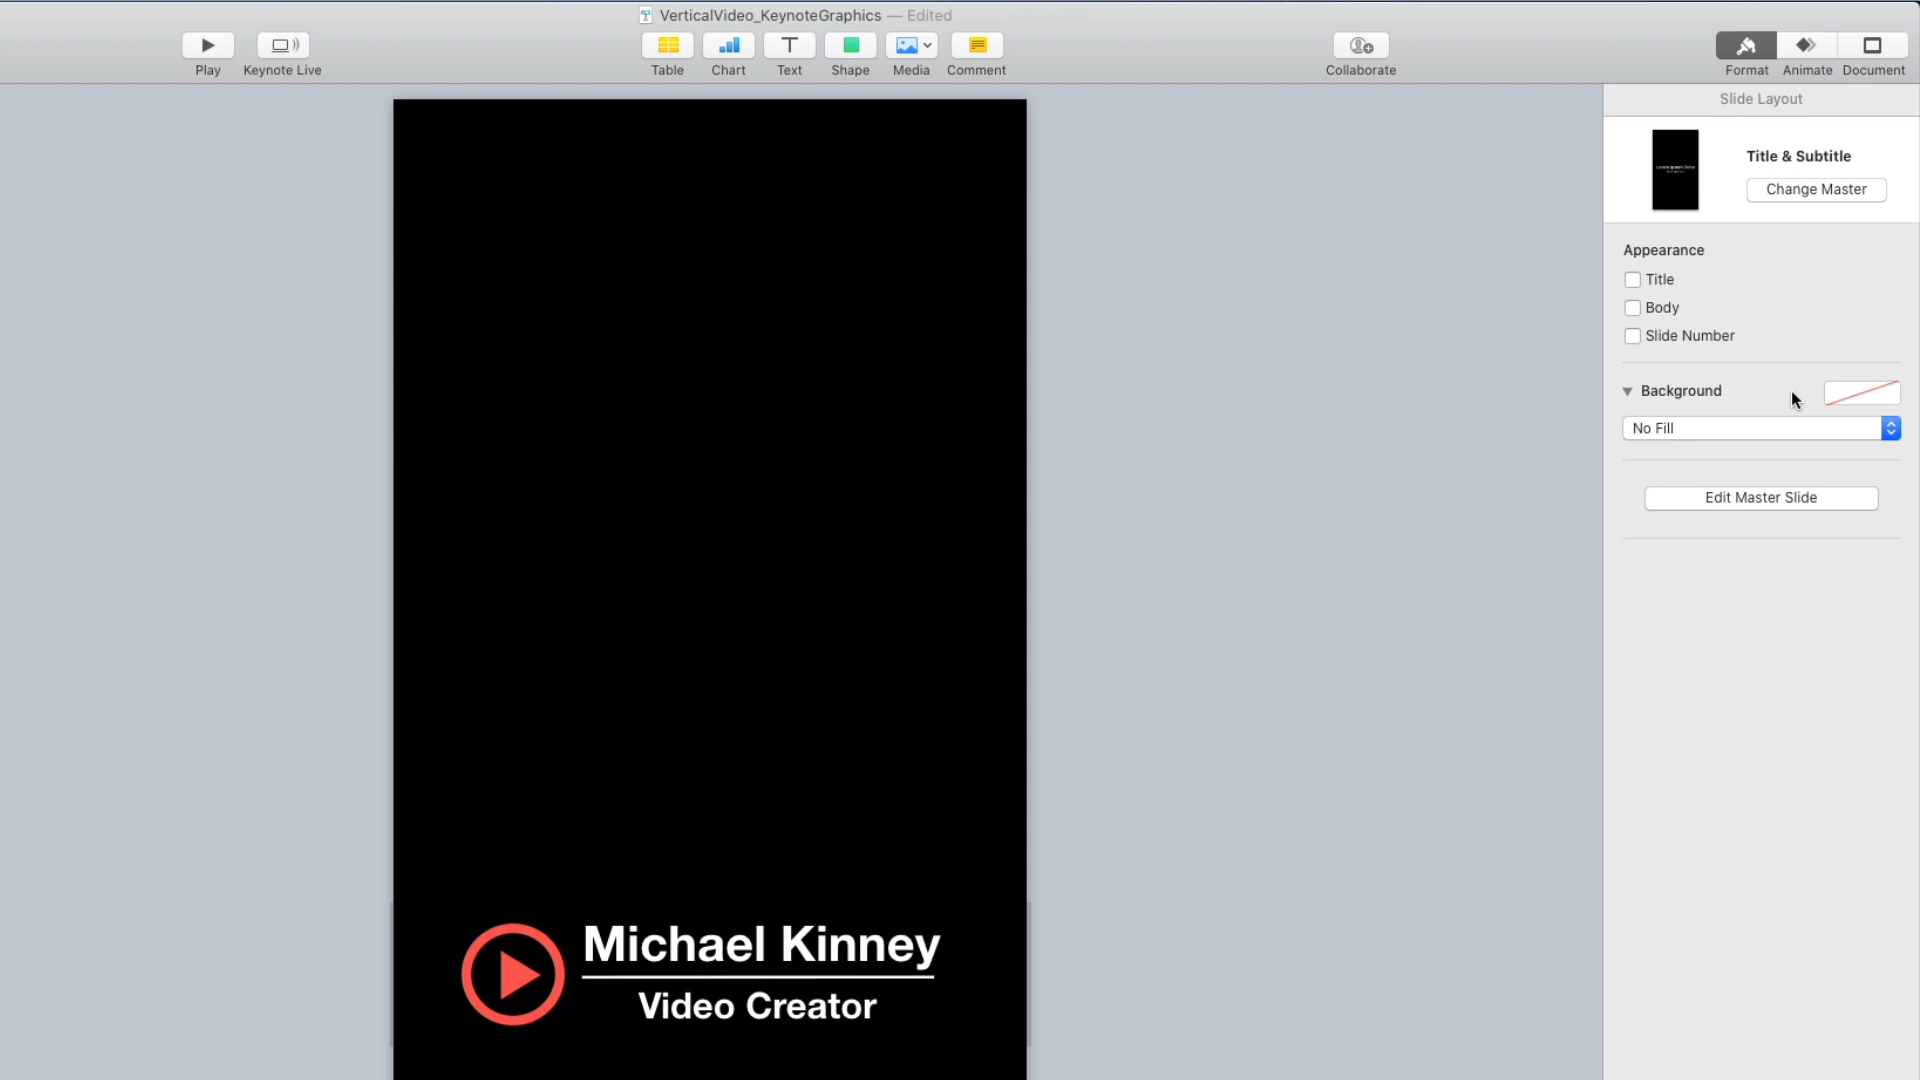 VerticalVideo_KeynoteGraphics — Edited
Play
Keynote Live
Table
Chart
Text
Shape
Media
Comment
Collaborate
Format
Animate
Document
Slide Layout
Title & Subtitle
Change Master
Appearance
Title
Body
Slide Number
Background
No Fill
Edit Master Slide
Michael Kinney
Video Creator